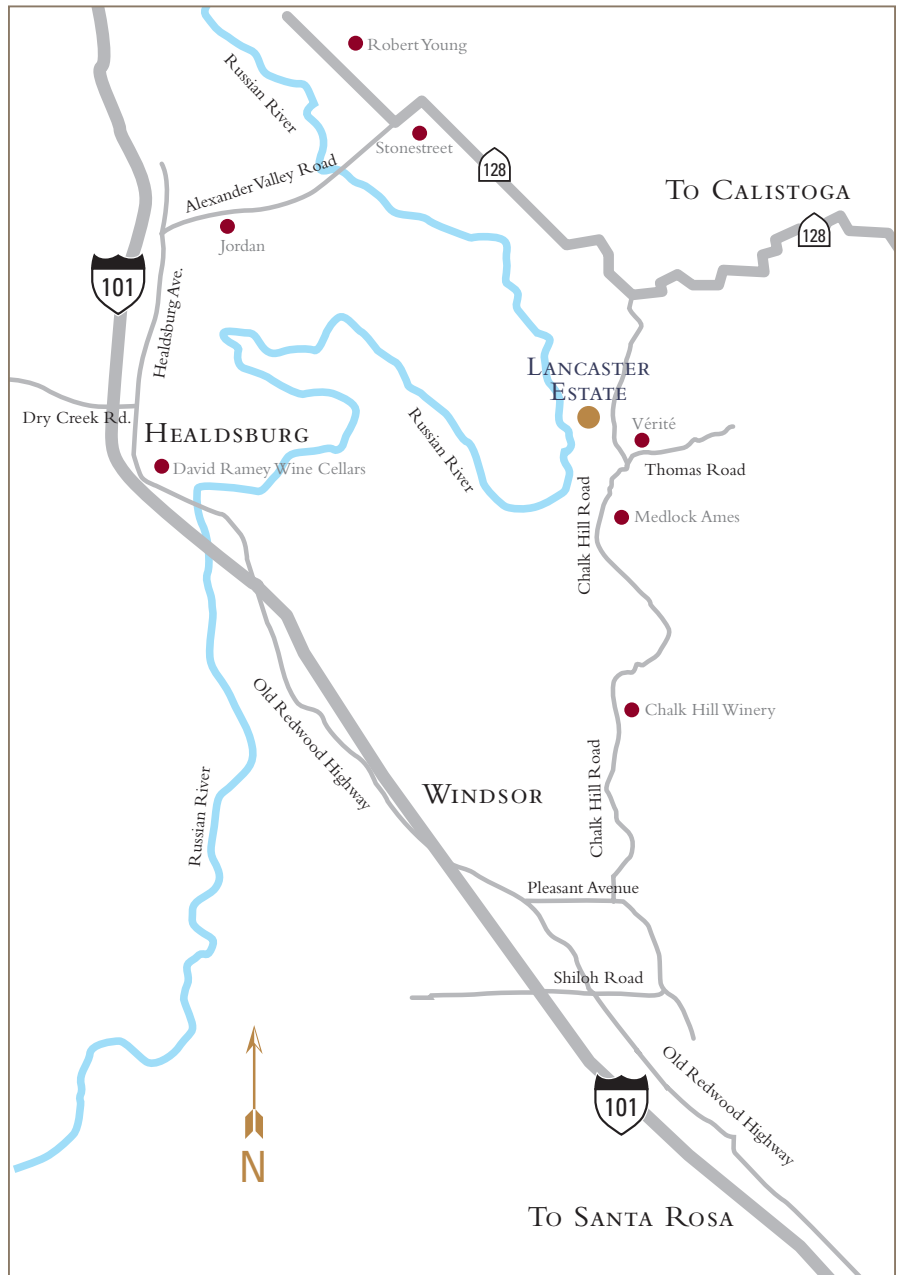 Robert Young
Russian River
Stonestreet
128
Alexander Valley Road
To Calistoga
128
Jordan
101
Healdsburg Ave.
Lancaster
Estate
Dry Creek Rd.
Healdsburg
Russian River
Vérité
David Ramey Wine Cellars
Thomas Road
Chalk Hill Road
Medlock Ames
Old Redwood Highway
Chalk Hill Winery
Russian River
Windsor
Chalk Hill Road
Pleasant Avenue
Shiloh Road
101
Old Redwood Highway
N
To Santa Rosa